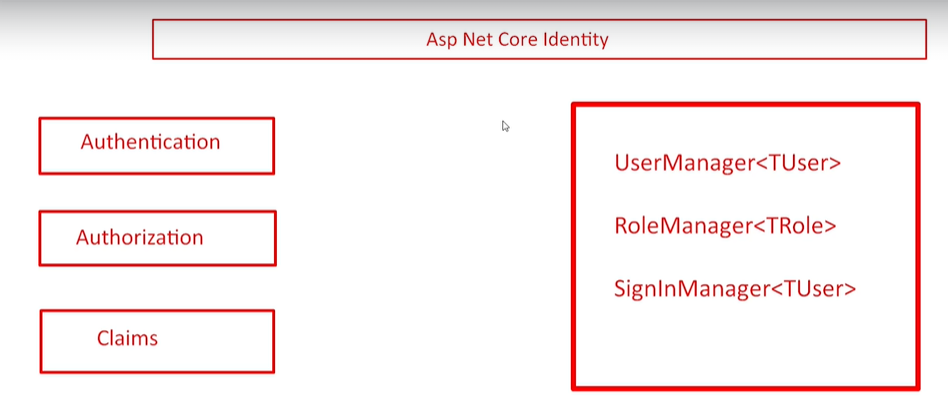 Asp Net Core Identity
Authentication
Authorization
Claims
UserManager<TUser>
RoleManager<TRole>
SignInManager<TUser>